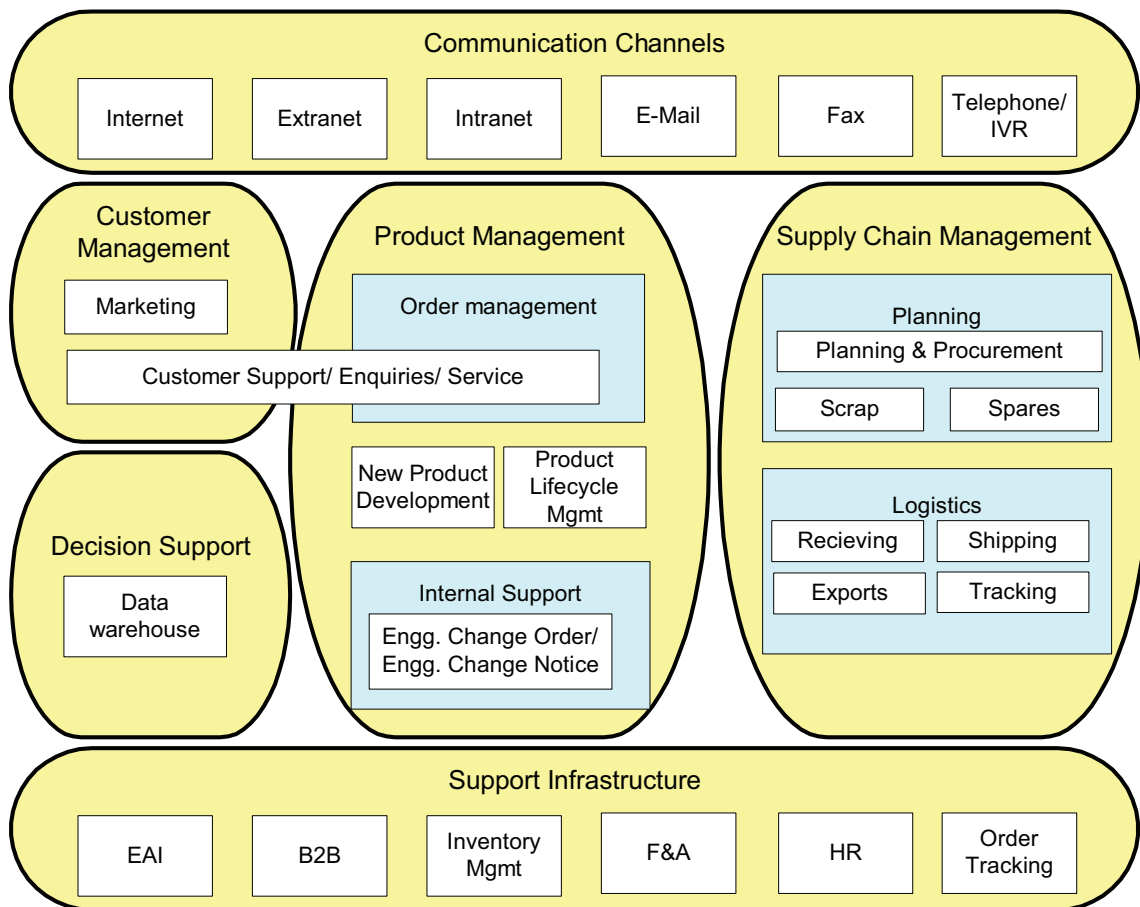 Communication Channels
Internet
Extranet
Intranet
E-Mail
Fax
Telephone/
IVR
Customer
Management
Marketing
Customer Support/ Enquiries/ Service
Product Management
Order management
New Product
Development
Product
Lifecycle
Mgmt
Internal Support
Engg. Change Order/
Engg. Change Notice
Supply Chain Management
Planning
Planning & Procurement
Scrap
Spares
Logistics
Recieving
Shipping
Exports
Tracking
Decision Support
Data
warehouse
Support Infrastructure
EAI
B2B
Inventory
Mgmt
F&A
HR
Order
Tracking